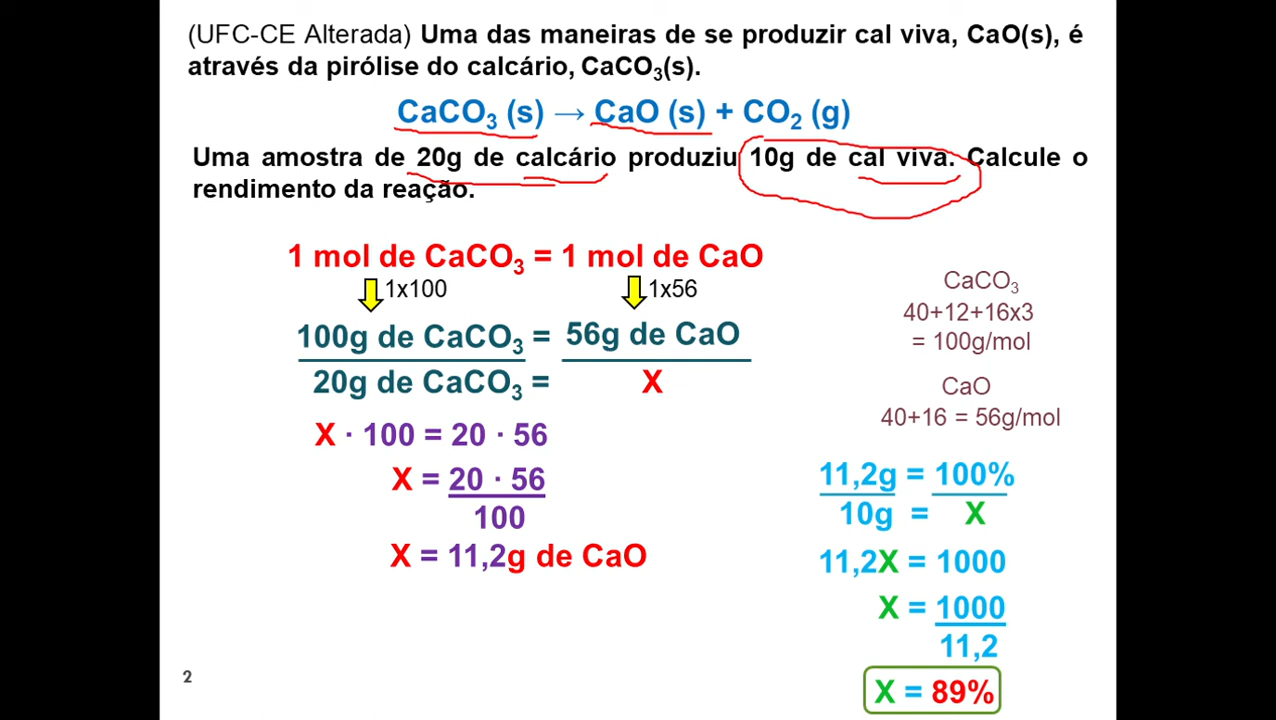 (UFC-CE Alterada) Uma das maneiras de se produzir cal viva, CaO(s), é
através da pirólise do calcário, CaCO₃(s).
CaCO₃ (s) → CaO (s) + CO₂ (g)
Uma amostra de 20g de calcário produziu 10g de cal viva. Calcule o
rendimento da reação.
1 mol de CaCO₃ = 1 mol de CaO
1x100 1x56
100g de CaCO₃ = 56g de CaO
20g de CaCO₃ = X
X · 100 = 20 · 56
X = 20 · 56
100
X = 11,2g de CaO
CaCO₃
40+12+16x3
= 100g/mol
CaO
40+16 = 56g/mol
11,2g = 100%
10g = X
11,2X = 1000
X = 1000
11,2
X = 89%
2